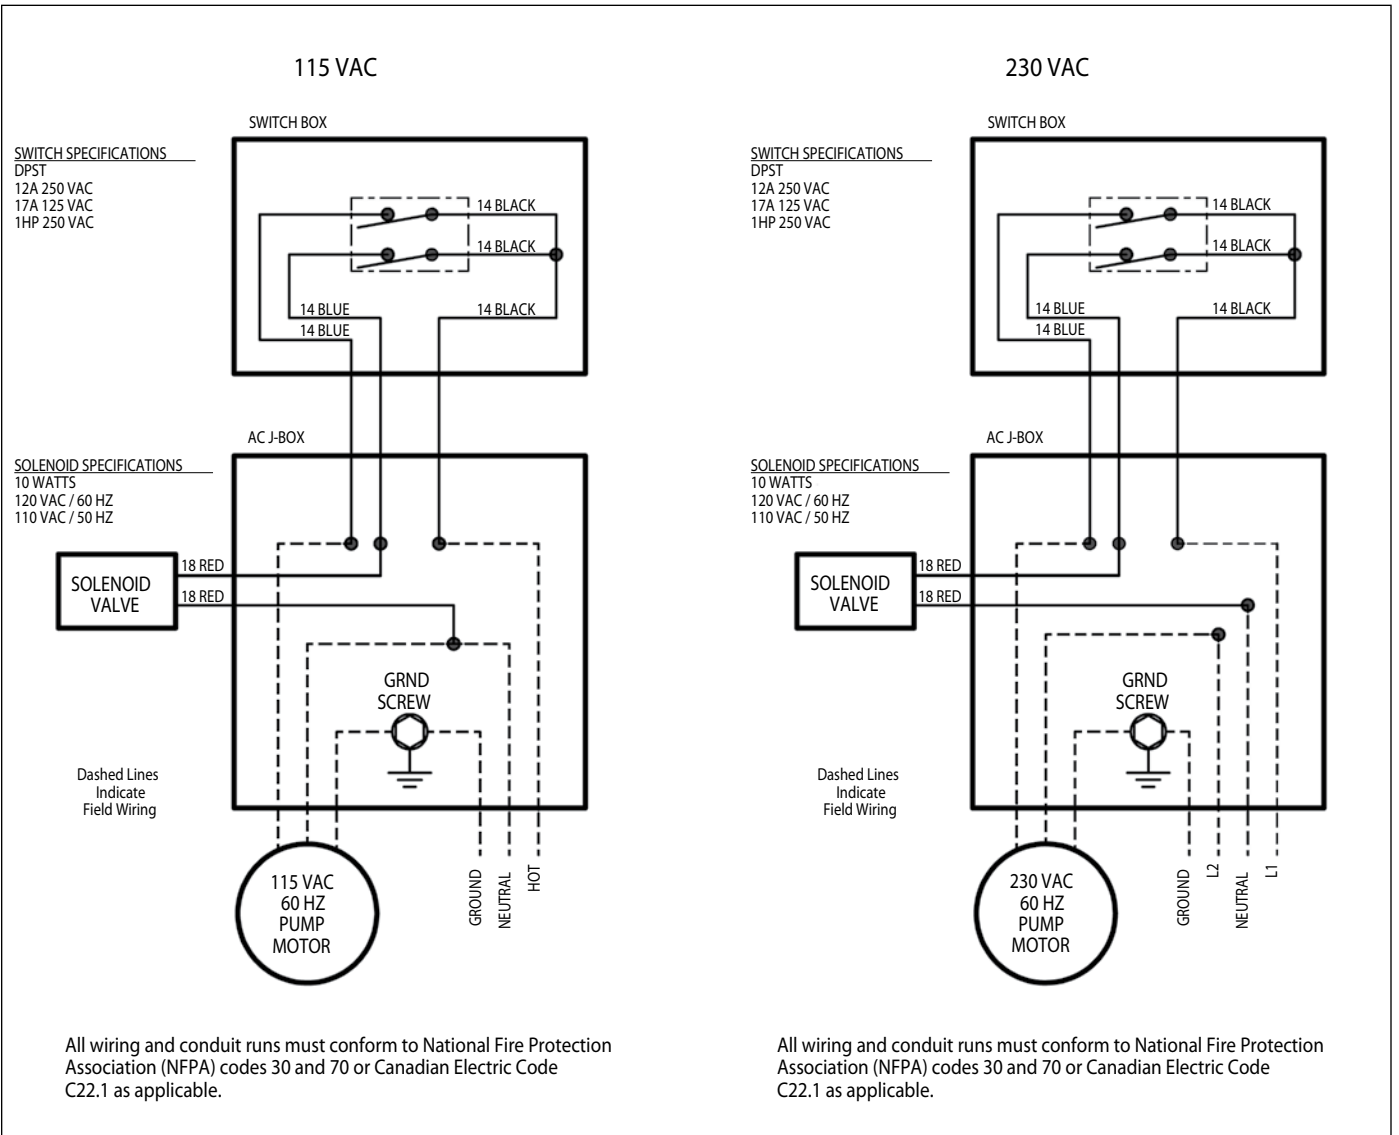 115 VAC
SWITCH BOX
SWITCH SPECIFICATIONS
DPST
12A 250 VAC
17A 125 VAC
1HP 250 VAC
14 BLACK
14 BLACK
14 BLUE
14 BLACK
14 BLUE
AC J-BOX
SOLENOID SPECIFICATIONS
10 WATTS
120 VAC / 60 HZ
110 VAC / 50 HZ
18 RED
SOLENOID
VALVE
18 RED
GRND
SCREW
Dashed Lines
Indicate
Field Wiring
115 VAC
60 HZ
PUMP
MOTOR
GROUND
NEUTRAL
HOT
All wiring and conduit runs must conform to National Fire Protection
Association (NFPA) codes 30 and 70 or Canadian Electric Code
C22.1 as applicable.
230 VAC
SWITCH BOX
SWITCH SPECIFICATIONS
DPST
12A 250 VAC
17A 125 VAC
1HP 250 VAC
14 BLACK
14 BLACK
14 BLUE
14 BLACK
14 BLUE
AC J-BOX
SOLENOID SPECIFICATIONS
10 WATTS
120 VAC / 60 HZ
110 VAC / 50 HZ
18 RED
SOLENOID
VALVE
18 RED
GRND
SCREW
Dashed Lines
Indicate
Field Wiring
230 VAC
60 HZ
PUMP
MOTOR
GROUND
L2
NEUTRAL
L1
All wiring and conduit runs must conform to National Fire Protection
Association (NFPA) codes 30 and 70 or Canadian Electric Code
C22.1 as applicable.